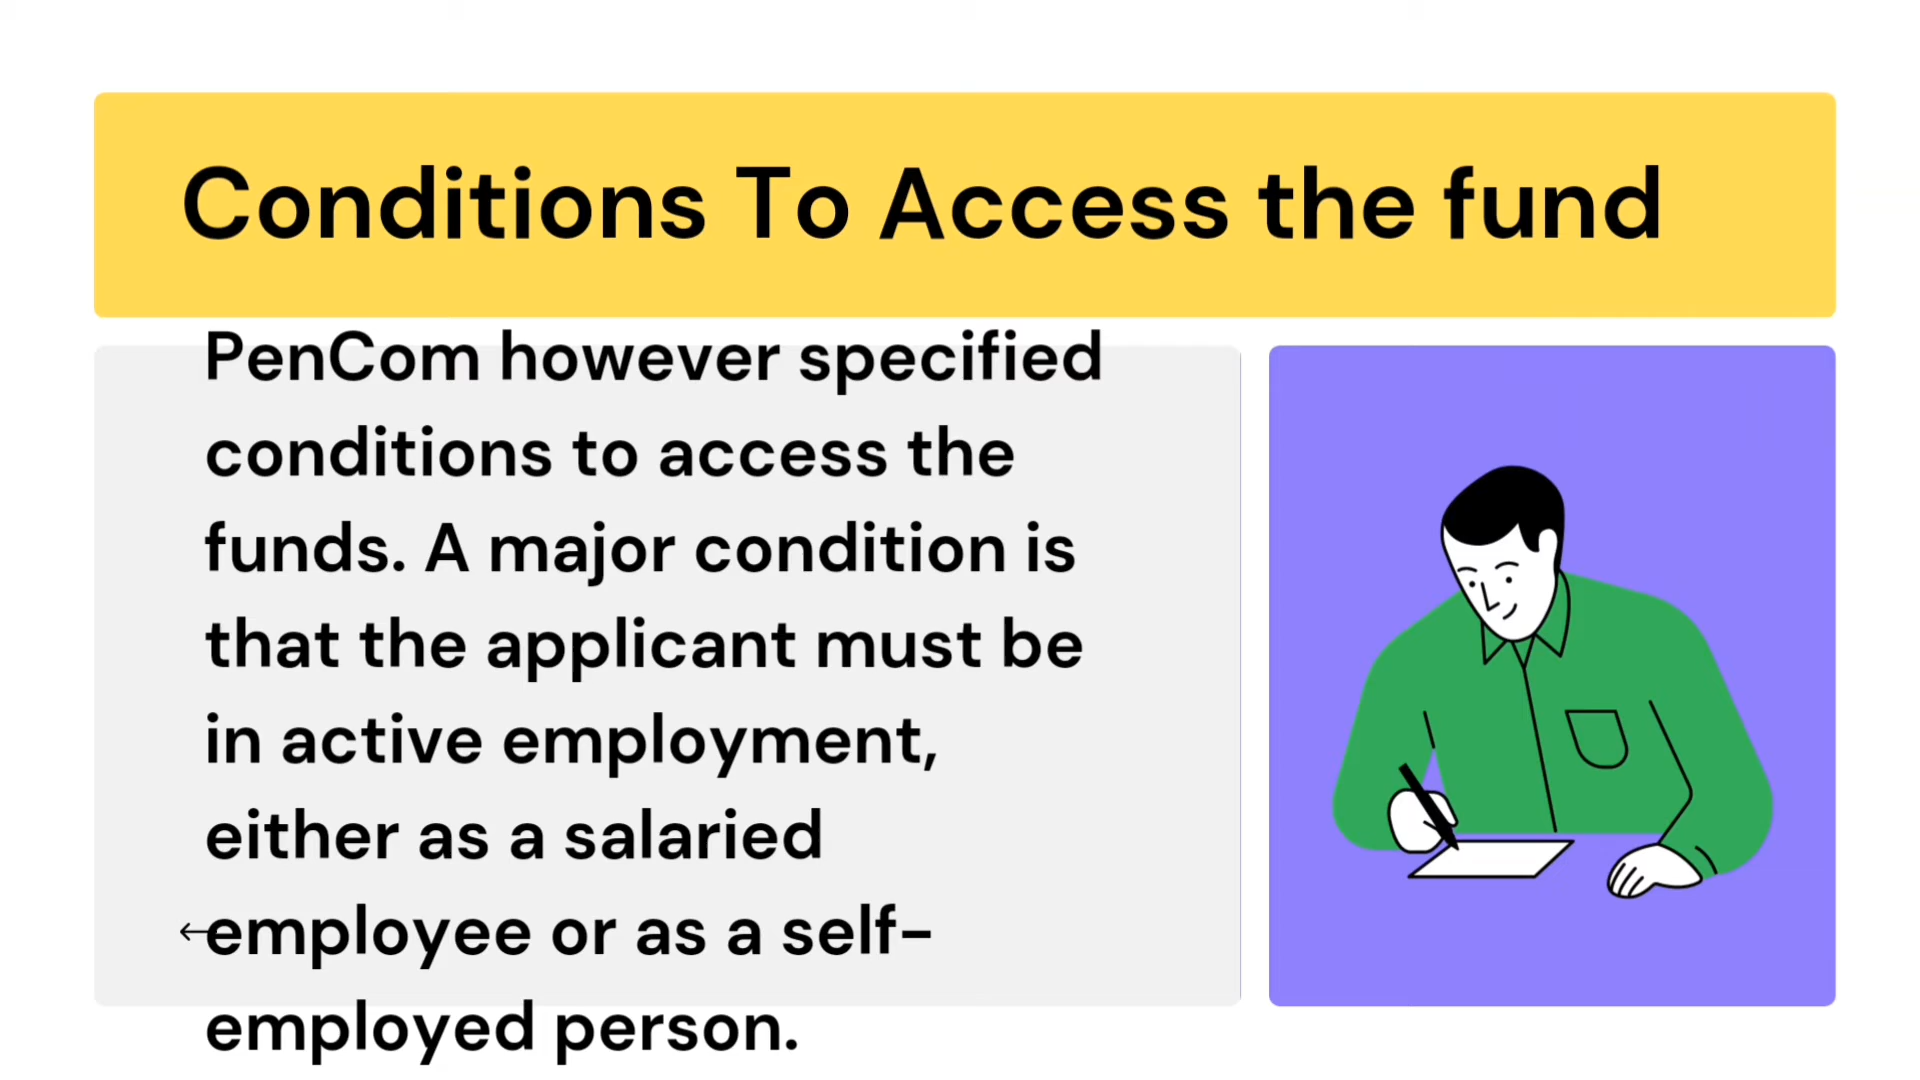 Conditions To Access the fund
PenCom however specified
conditions to access the
funds. A major condition is
that the applicant must be
in active employment,
either as a salaried
employee or as a self-
employed person.